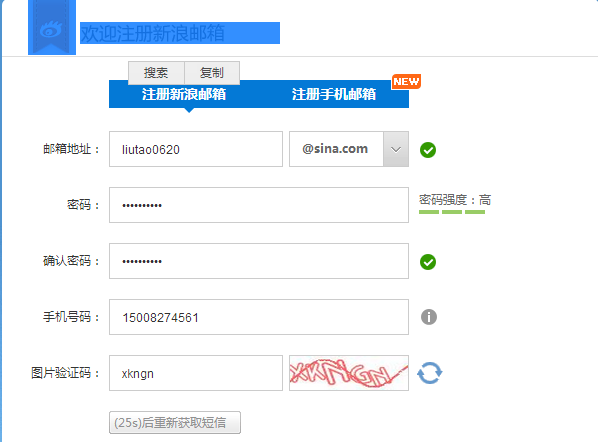 欢迎注册新浪邮箱
搜索 复制
注册新浪邮箱 注册手机邮箱 NEW
邮箱地址： liutao0620 @sina.com
密码： •••••••••• 密码强度：高
确认密码： ••••••••••
手机号码： 15008274561
图片验证码： xkngn XKNGN
(25s)后重新获取短信